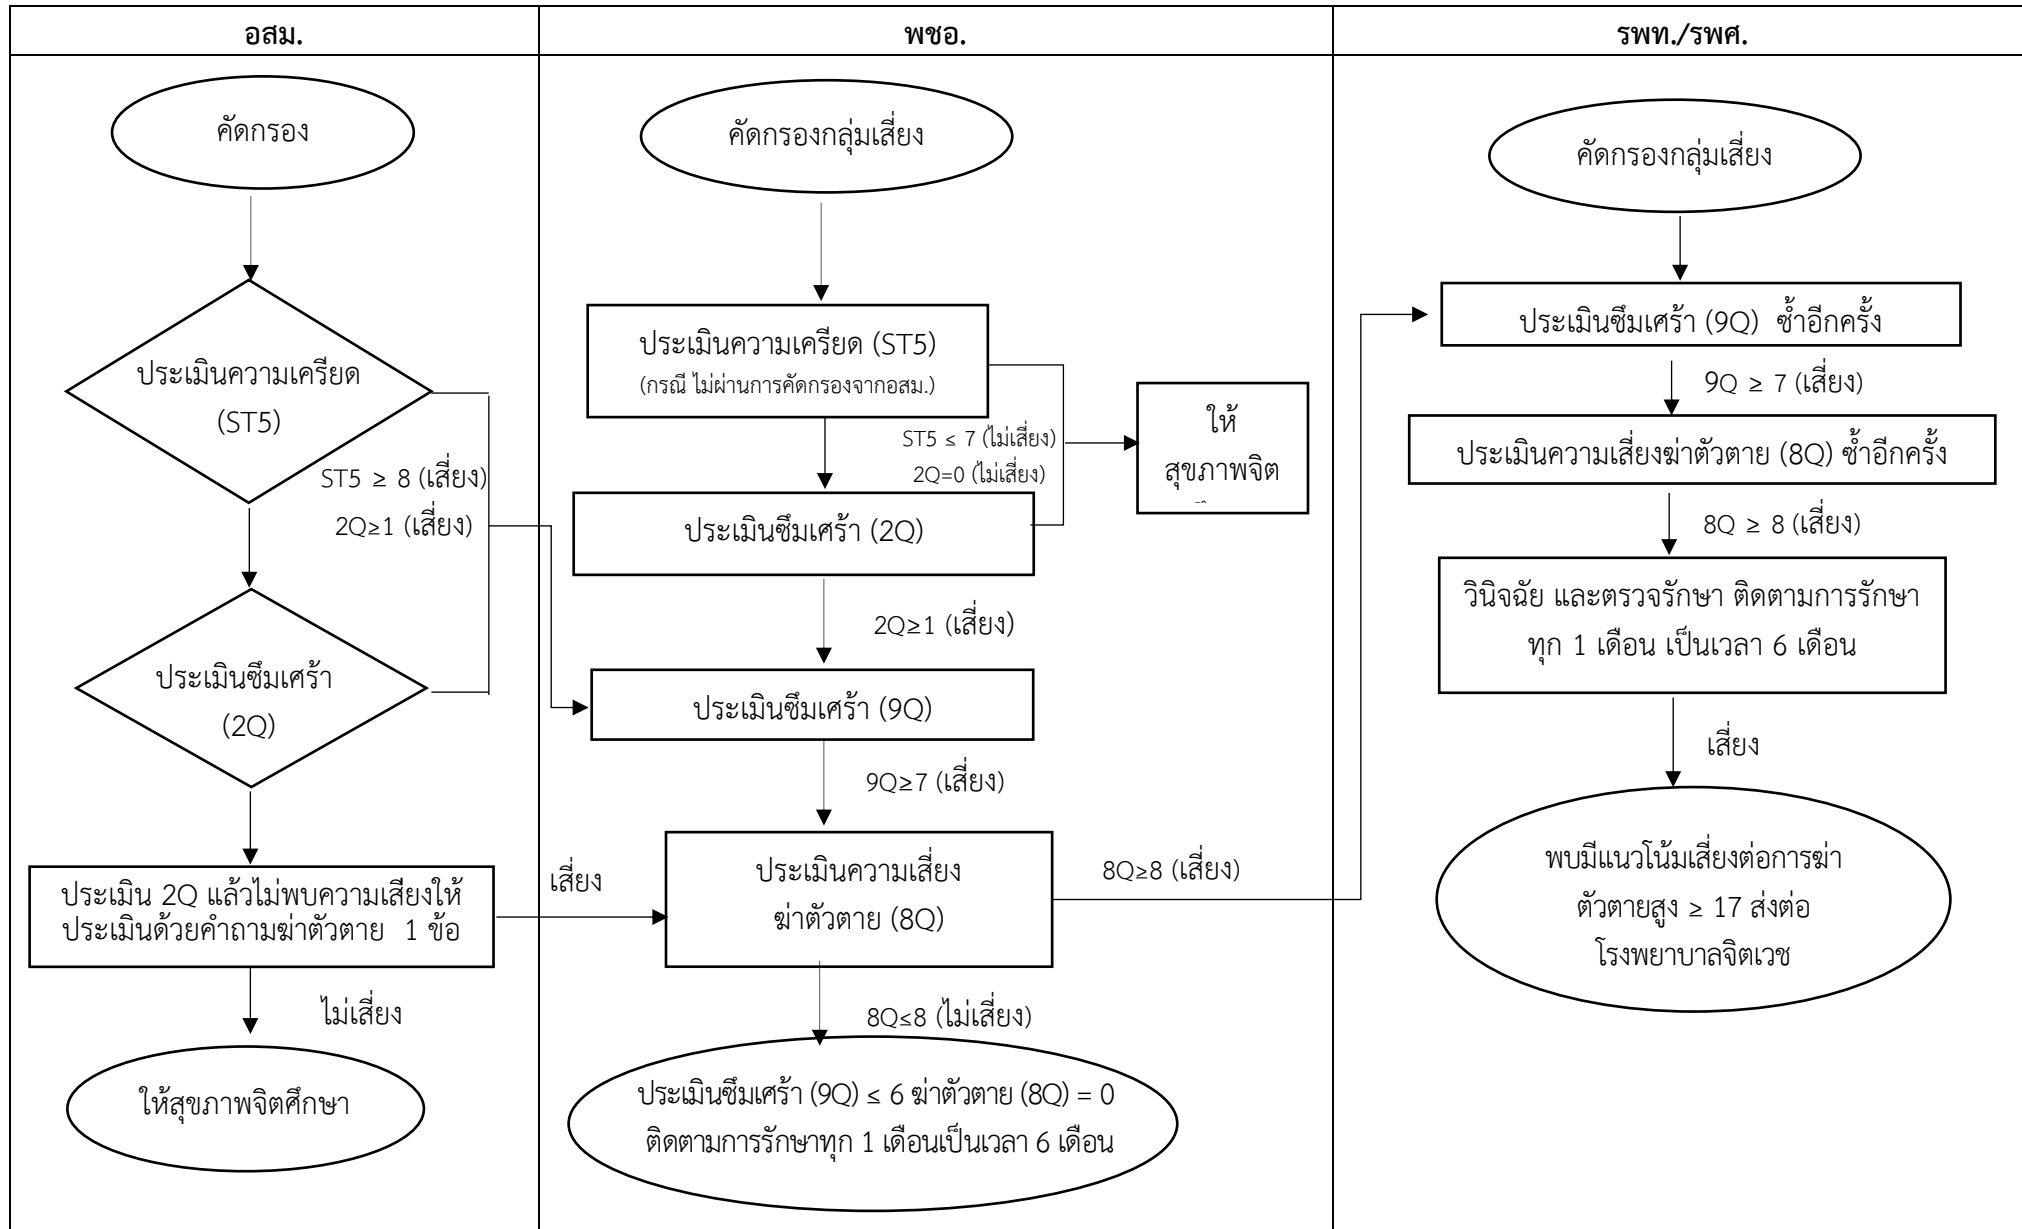 อสม.
พชอ.
รพท./รพศ.
คัดกรอง
ประเมินความเครียด
(ST5)
ST5 ≥ 8 (เสี่ยง)
2Q≥1 (เสี่ยง)
ประเมินซึมเศร้า
(2Q)
ประเมิน 2Q แล้วไม่พบความเสียงให้
ประเมินด้วยคำถามฆ่าตัวตาย 1 ข้อ
เสี่ยง
ไม่เสี่ยง
ให้สุขภาพจิตศึกษา
คัดกรองกลุ่มเสี่ยง
ประเมินความเครียด (ST5)
(กรณี ไม่ผ่านการคัดกรองจากอสม.)
ST5 ≤ 7 (ไม่เสี่ยง)
2Q=0 (ไม่เสี่ยง)
ให้
สุขภาพจิต
ประเมินซึมเศร้า (2Q)
2Q≥1 (เสี่ยง)
ประเมินซึมเศร้า (9Q)
9Q≥7 (เสี่ยง)
ประเมินความเสี่ยง
ฆ่าตัวตาย (8Q)
8Q≥8 (เสี่ยง)
8Q≤8 (ไม่เสี่ยง)
ประเมินซึมเศร้า (9Q) ≤ 6 ฆ่าตัวตาย (8Q) = 0
ติดตามการรักษาทุก 1 เดือนเป็นเวลา 6 เดือน
คัดกรองกลุ่มเสี่ยง
ประเมินซึมเศร้า (9Q) ซ้ำอีกครั้ง
9Q ≥ 7 (เสี่ยง)
ประเมินความเสี่ยงฆ่าตัวตาย (8Q) ซ้ำอีกครั้ง
8Q ≥ 8 (เสี่ยง)
วินิจฉัย และตรวจรักษา ติดตามการรักษา
ทุก 1 เดือน เป็นเวลา 6 เดือน
เสี่ยง
พบมีแนวโน้มเสี่ยงต่อการฆ่า
ตัวตายสูง ≥ 17 ส่งต่อ
โรงพยาบาลจิตเวช